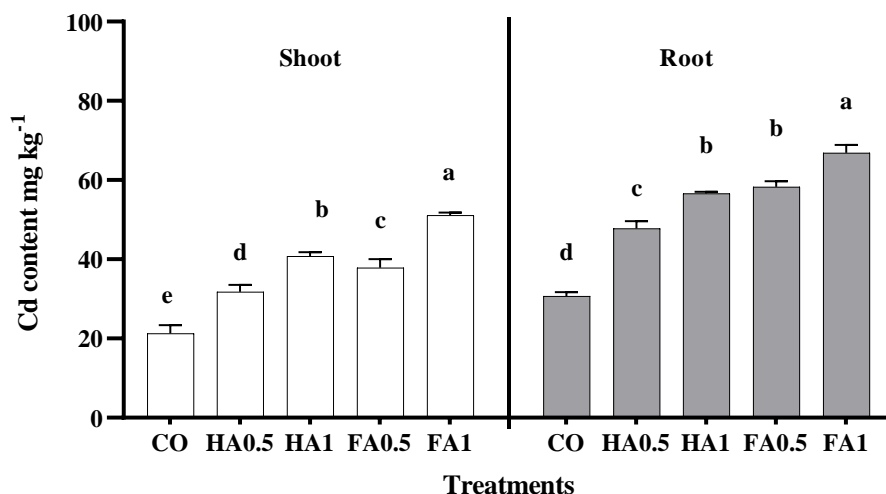 Cd content mg kg⁻¹
100
80
60
40
20
0
Shoot
Root
e
d
b
c
a
d
c
b
b
a
CO HA0.5 HA1 FA0.5 FA1 CO HA0.5 HA1 FA0.5 FA1
Treatments